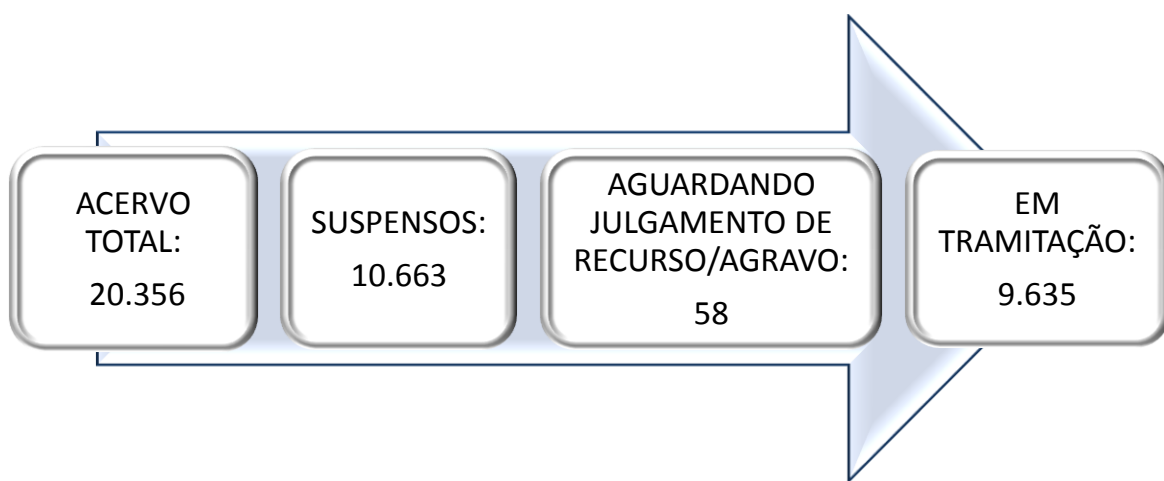 ACERVO
TOTAL:
20.356
SUSPENSOS:
10.663
AGUARDANDO
JULGAMENTO DE
RECURSO/AGRAVO:
58
EM
TRAMITAÇÃO:
9.635